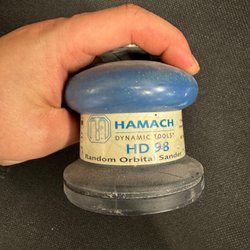 HAMACH
DYNAMIC TOOLS
HD 98
Random Orbital Sander